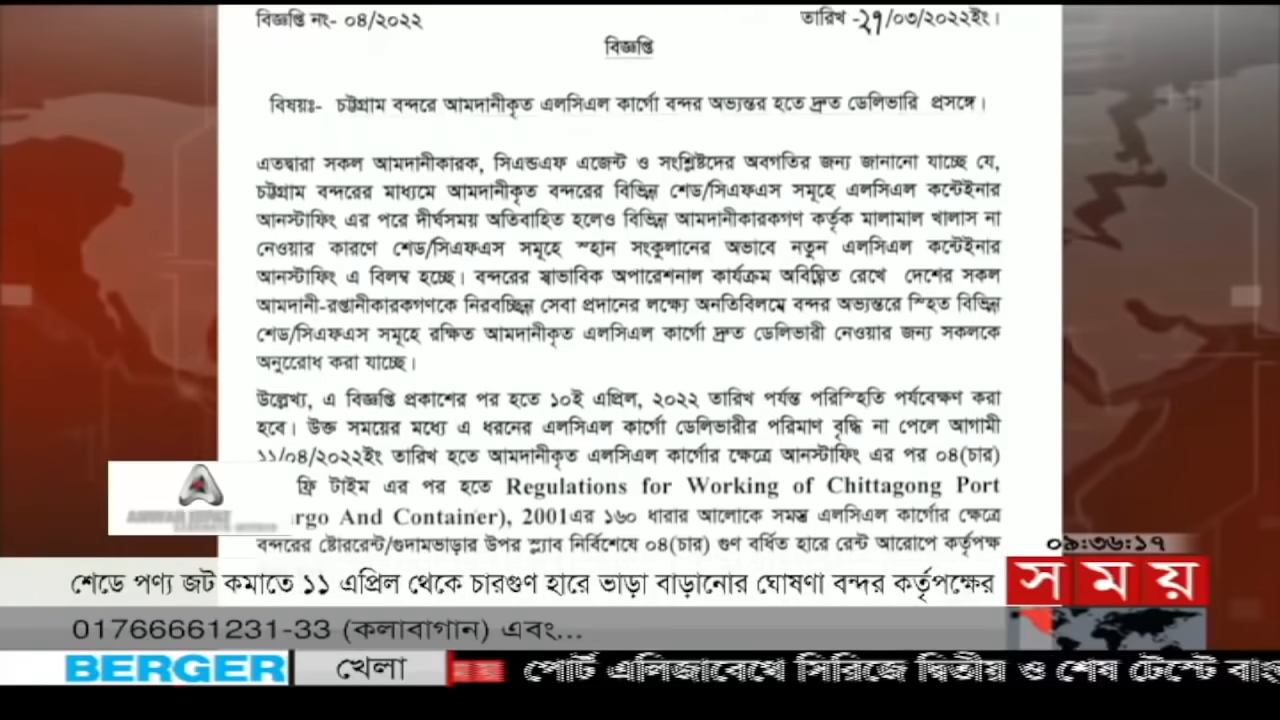 বিজ্ঞপ্তি নং- ০৪/২০২২ তারিখ -২৭/০৩/২০২২ইং।
বিজ্ঞপ্তি
বিষয়ঃ- চট্টগ্রাম বন্দরে আমদানীকৃত এলসিএল কার্গো বন্দর অভ্যন্তর হতে দ্রুত ডেলিভারি প্রসঙ্গে।
এতদ্বারা সকল আমদানীকারক, সিএন্ডএফ এজেন্ট ও সংশ্লিষ্টদের অবগতির জন্য জানানো যাচ্ছে যে,
চট্টগ্রাম বন্দরের মাধ্যমে আমদানীকৃত বন্দরের বিভিন্ন শেড/সিএফএস সমূহে এলসিএল কন্টেইনার
আনস্টাফিং এর পরে দীর্ঘসময় অতিবাহিত হলেও বিভিন্ন আমদানীকারকগণ কর্তৃক মালামাল খালাস না
নেওয়ার কারণে শেড/সিএফএস সমূহে স্হান সংকুলানের অভাবে নতুন এলসিএল কন্টেইনার
আনস্টাফিং এ বিলম্ব হচ্ছে। বন্দরের স্বাভাবিক অপারেশনাল কার্যক্রম অবিঘ্নিত রেখে দেশের সকল
আমদানী-রপ্তানীকারকগণকে নিরবচ্ছিন্ন সেবা প্রদানের লক্ষ্যে অনতিবিলম্বে বন্দর অভ্যন্তরে স্হিত বিভিন্ন
শেড/সিএফএস সমূহে রক্ষিত আমদানীকৃত এলসিএল কার্গো দ্রুত ডেলিভারী নেওয়ার জন্য সকলকে
অনুরোধ করা যাচ্ছে।
উল্লেখ্য, এ বিজ্ঞপ্তি প্রকাশের পর হতে ১০ই এপ্রিল, ২০২২ তারিখ পর্যন্ত পরিস্হিতি পর্যবেক্ষণ করা
হবে। উক্ত সময়ের মধ্যে এ ধরনের এলসিএল কার্গো ডেলিভারীর পরিমাণ বৃদ্ধি না পেলে আগামী
১১/০৪/২০২২ইং তারিখ হতে আমদানীকৃত এলসিএল কার্গোর ক্ষেত্রে আনস্টাফিং এর পর ০৪(চার)
ফ্রি টাইম এর পর হতে Regulations for Working of Chittagong Port
rgo And Container), 2001এর ১৬০ ধারার আলোকে সমস্ত এলসিএল কার্গোর ক্ষেত্রে
বন্দরের ষ্টোররেন্ট/গুদামভাড়ার উপর স্ল্যাব নির্বিশেষে ০৪(চার) গুণ বর্ধিত হারে রেন্ট আরোপে কর্তৃপক্ষ
০৯:৩৬:১৭
শেডে পণ্য জট কমাতে ১১ এপ্রিল থেকে চারগুণ হারে ভাড়া বাড়ানোর ঘোষণা বন্দর কর্তৃপক্ষের
সময়
01766661231-33 (কলাবাগান) এবং...
BERGER খেলা পোর্ট এলিজাবেথে সিরিজে দ্বিতীয় ও শেষ টেস্টে